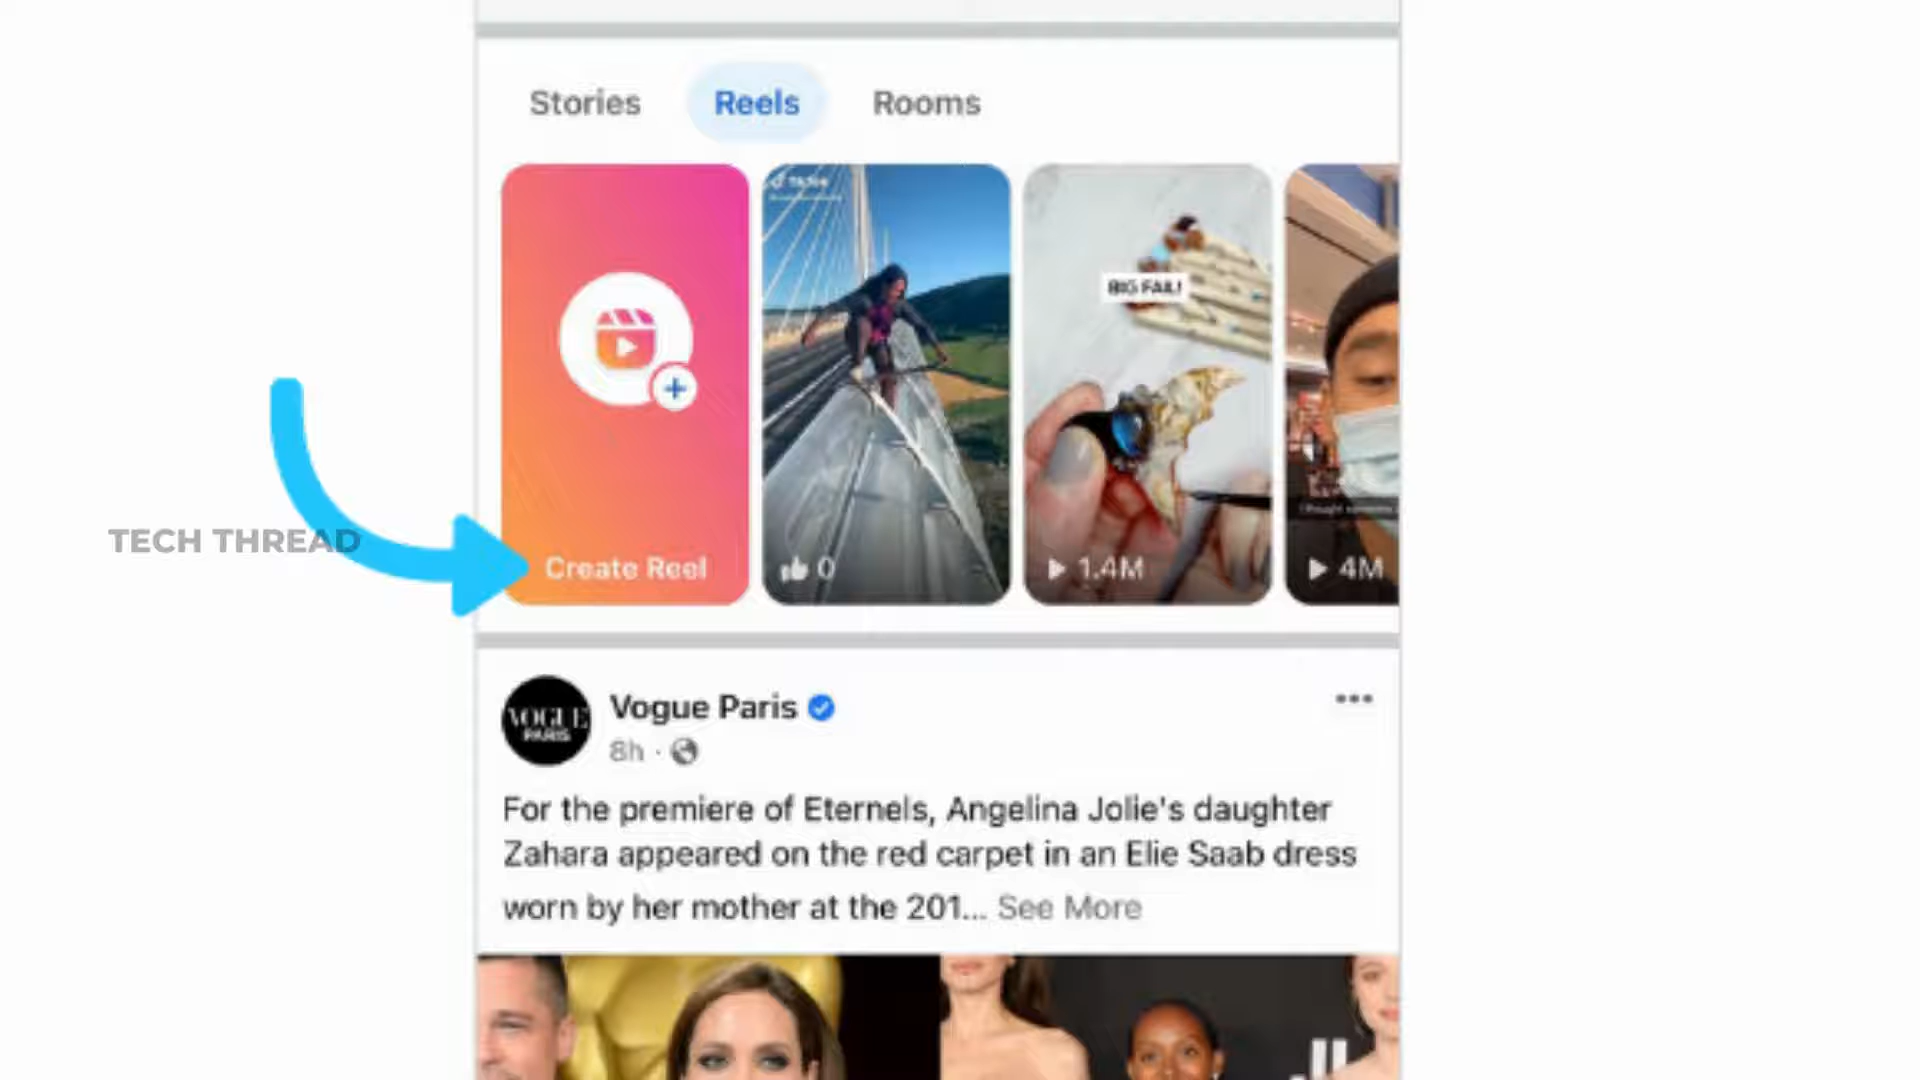 Stories Reels Rooms
BIG FAIL!
TECH THREAD
Create Reel
0
1.4M
4M
VOGUE
PARIS
Vogue Paris
8h ·
For the premiere of Eternels, Angelina Jolie's daughter
Zahara appeared on the red carpet in an Elie Saab dress
worn by her mother at the 201... See More